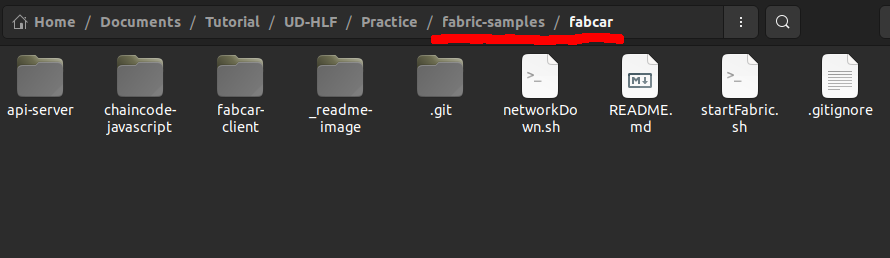 Home / Documents / Tutorial / UD-HLF / Practice / fabric-samples / fabcar
api-server
chaincode-
javascript
fabcar-
client
_readme-
image
.git
networkDo
wn.sh
README.
md
startFabric.
sh
.gitignore